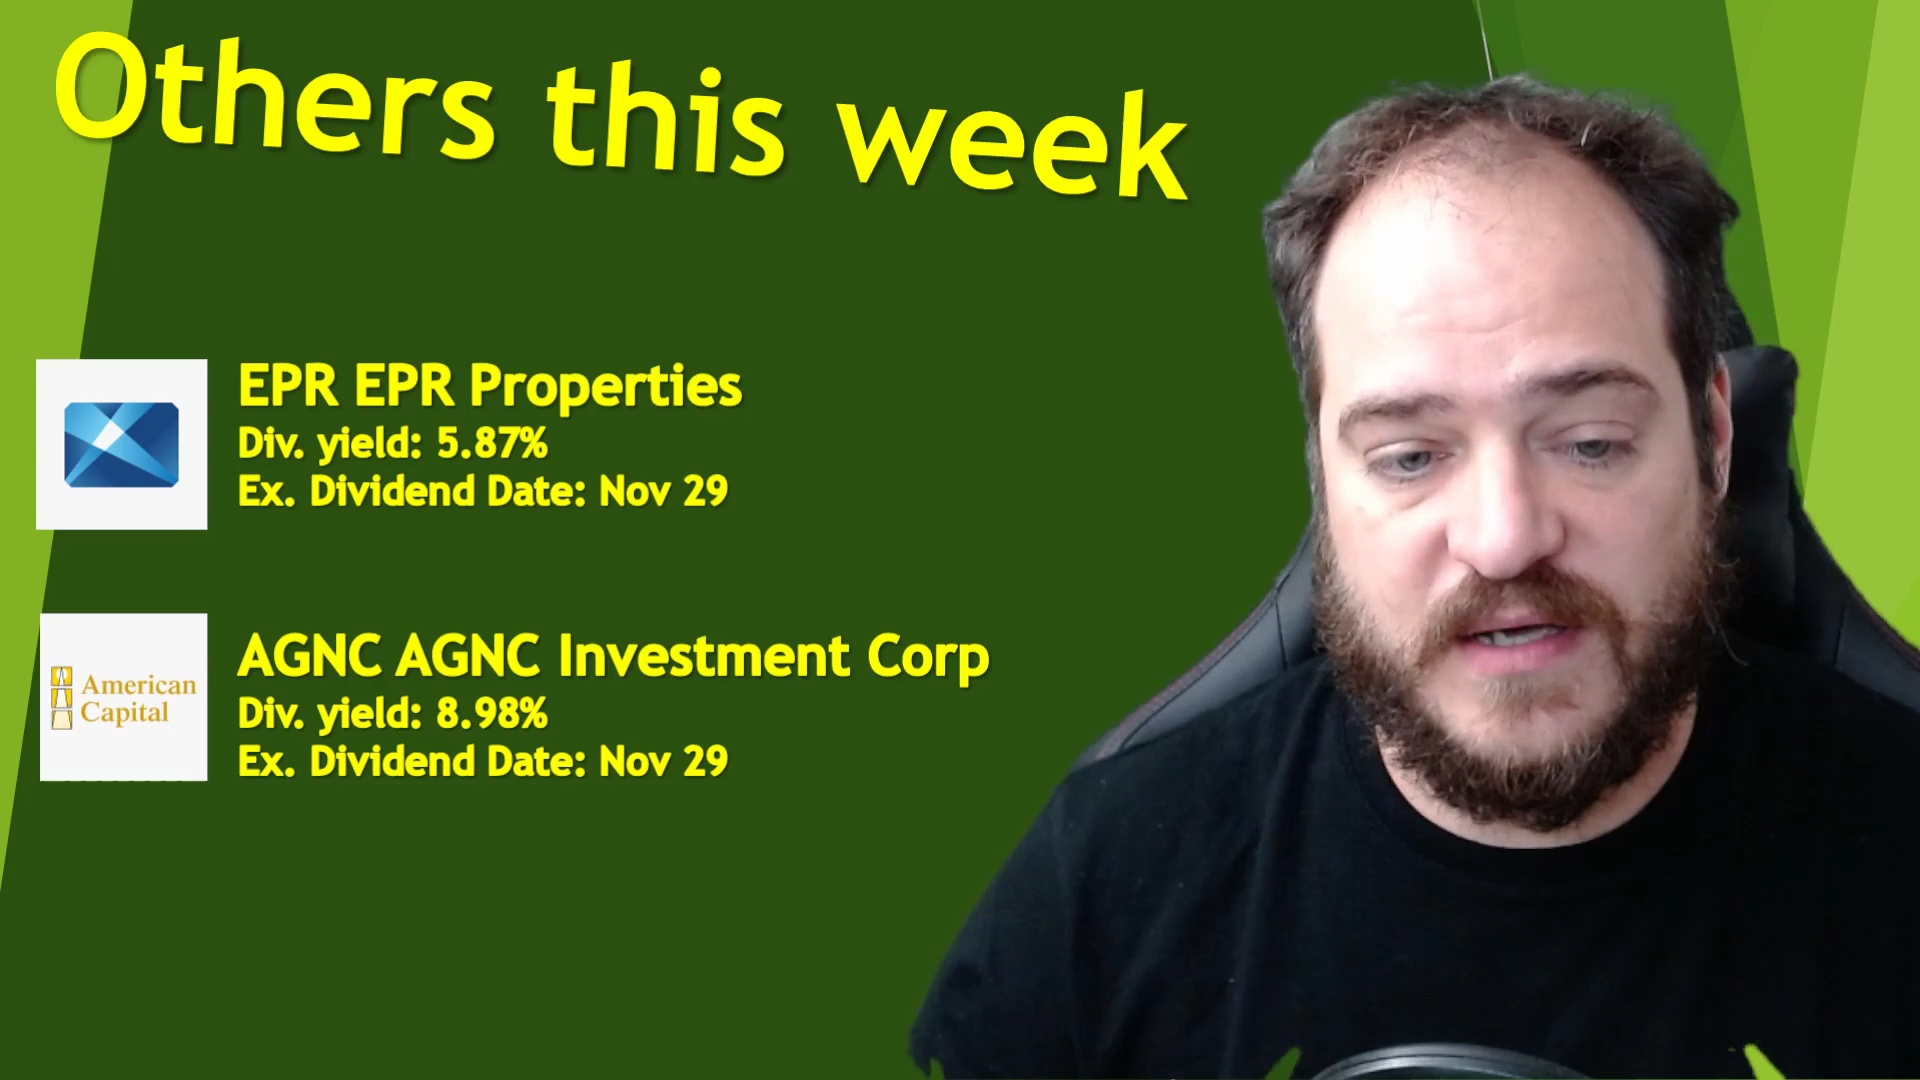 Others this week
EPR EPR Properties
Div. yield: 5.87%
Ex. Dividend Date: Nov 29
American
Capital
AGNC AGNC Investment Corp
Div. yield: 8.98%
Ex. Dividend Date: Nov 29